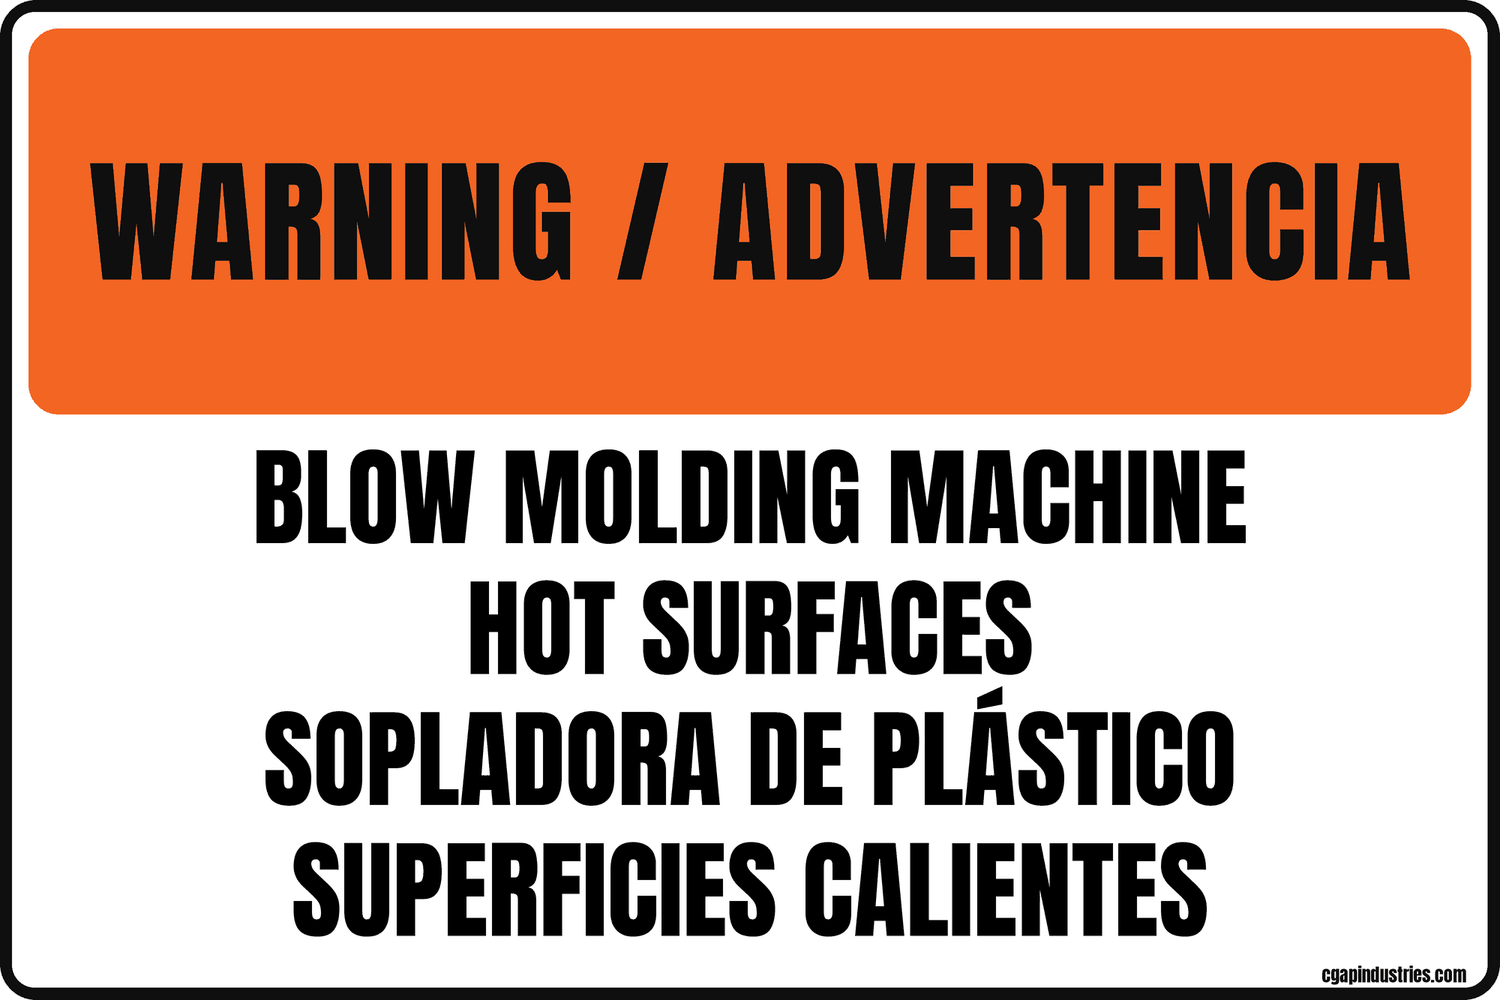 WARNING / ADVERTENCIA
BLOW MOLDING MACHINE
HOT SURFACES
SOPLADORA DE PLÁSTICO
SUPERFICIES CALIENTES
cgapindustries.com